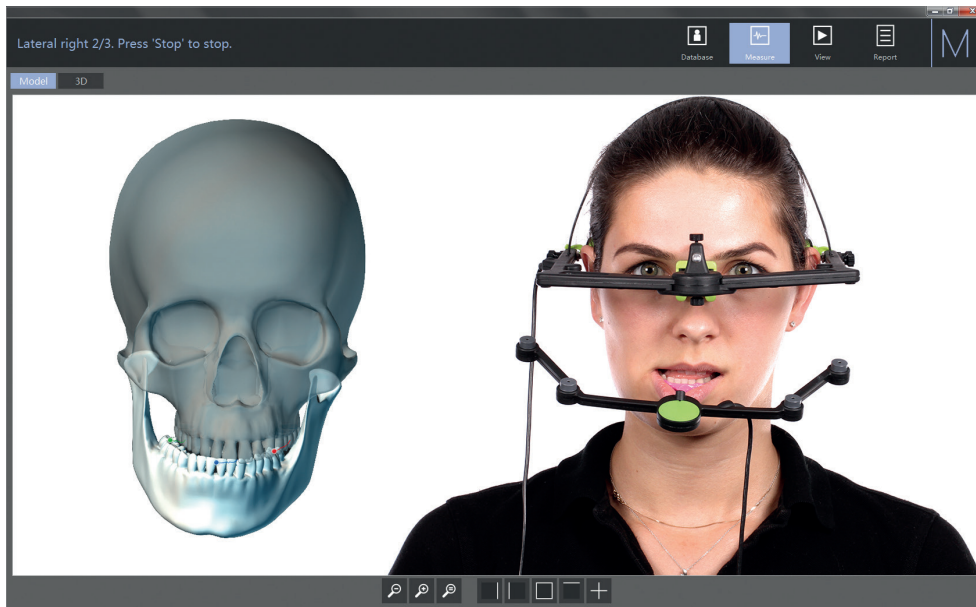 Lateral right 2/3. Press 'Stop' to stop.
Database
Measure
View
Report
M
Model
3D